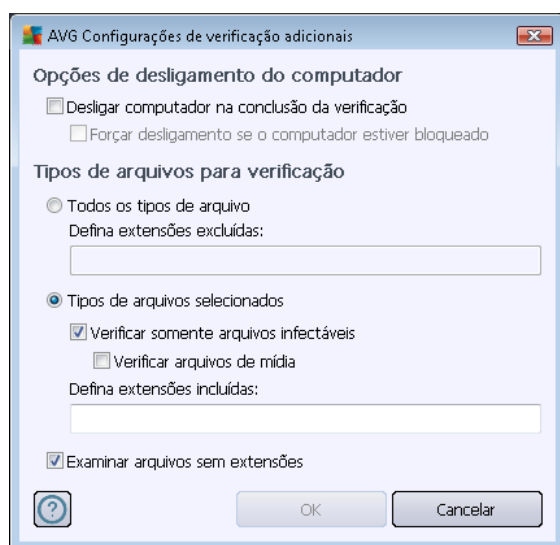 AVG Configurações de verificação adicionais
Opções de desligamento do computador
Desligar computador na conclusão da verificação
Forçar desligamento se o computador estiver bloqueado
Tipos de arquivos para verificação
Todos os tipos de arquivo
Defina extensões excluídas:
Tipos de arquivos selecionados
Verificar somente arquivos infectáveis
Verificar arquivos de mídia
Defina extensões incluídas:
Examinar arquivos sem extensões
?
OK
Cancelar